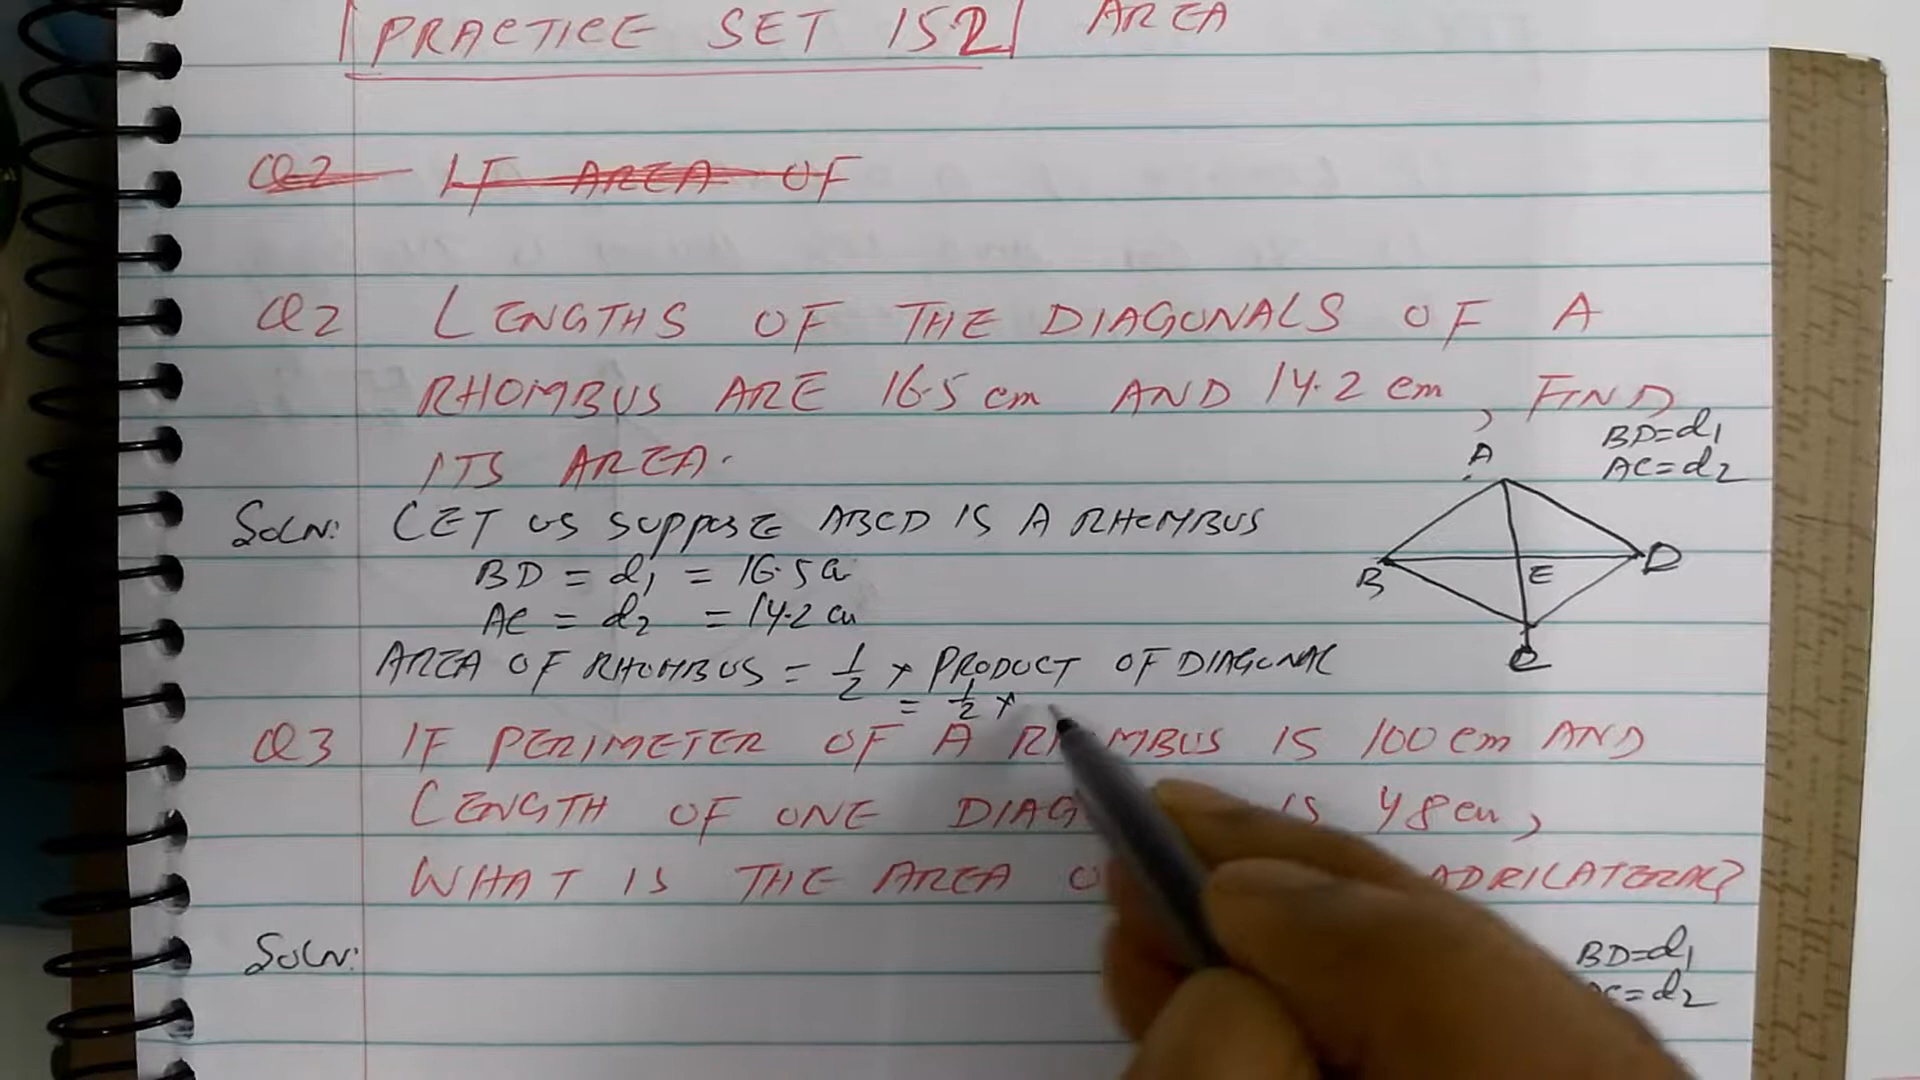 PRACTICE SET 15.2 AREA
Q2 IF AREA OF
Q2 LENGTHS OF THE DIAGONALS OF A
RHOMBUS ARE 16.5 cm AND 14.2 cm, FIND
ITS AREA.
BD=d1
AC=d2
A
B
E
D
C
SOLN: LET US SUPPOSE ABCD IS A RHOMBUS
BD = d1 = 16.5 c
AC = d2 = 14.2 cm
AREA OF RHOMBUS = 1/2 × PRODUCT OF DIAGONAL
= 1/2 ×
Q3 IF PERIMETER OF A RH MBUS IS 100 cm AND
LENGTH OF ONE DIAG IS 48 cm,
WHAT IS THE AREA O ADRILATERAL?
SOLN:
BD=d1
AC=d2